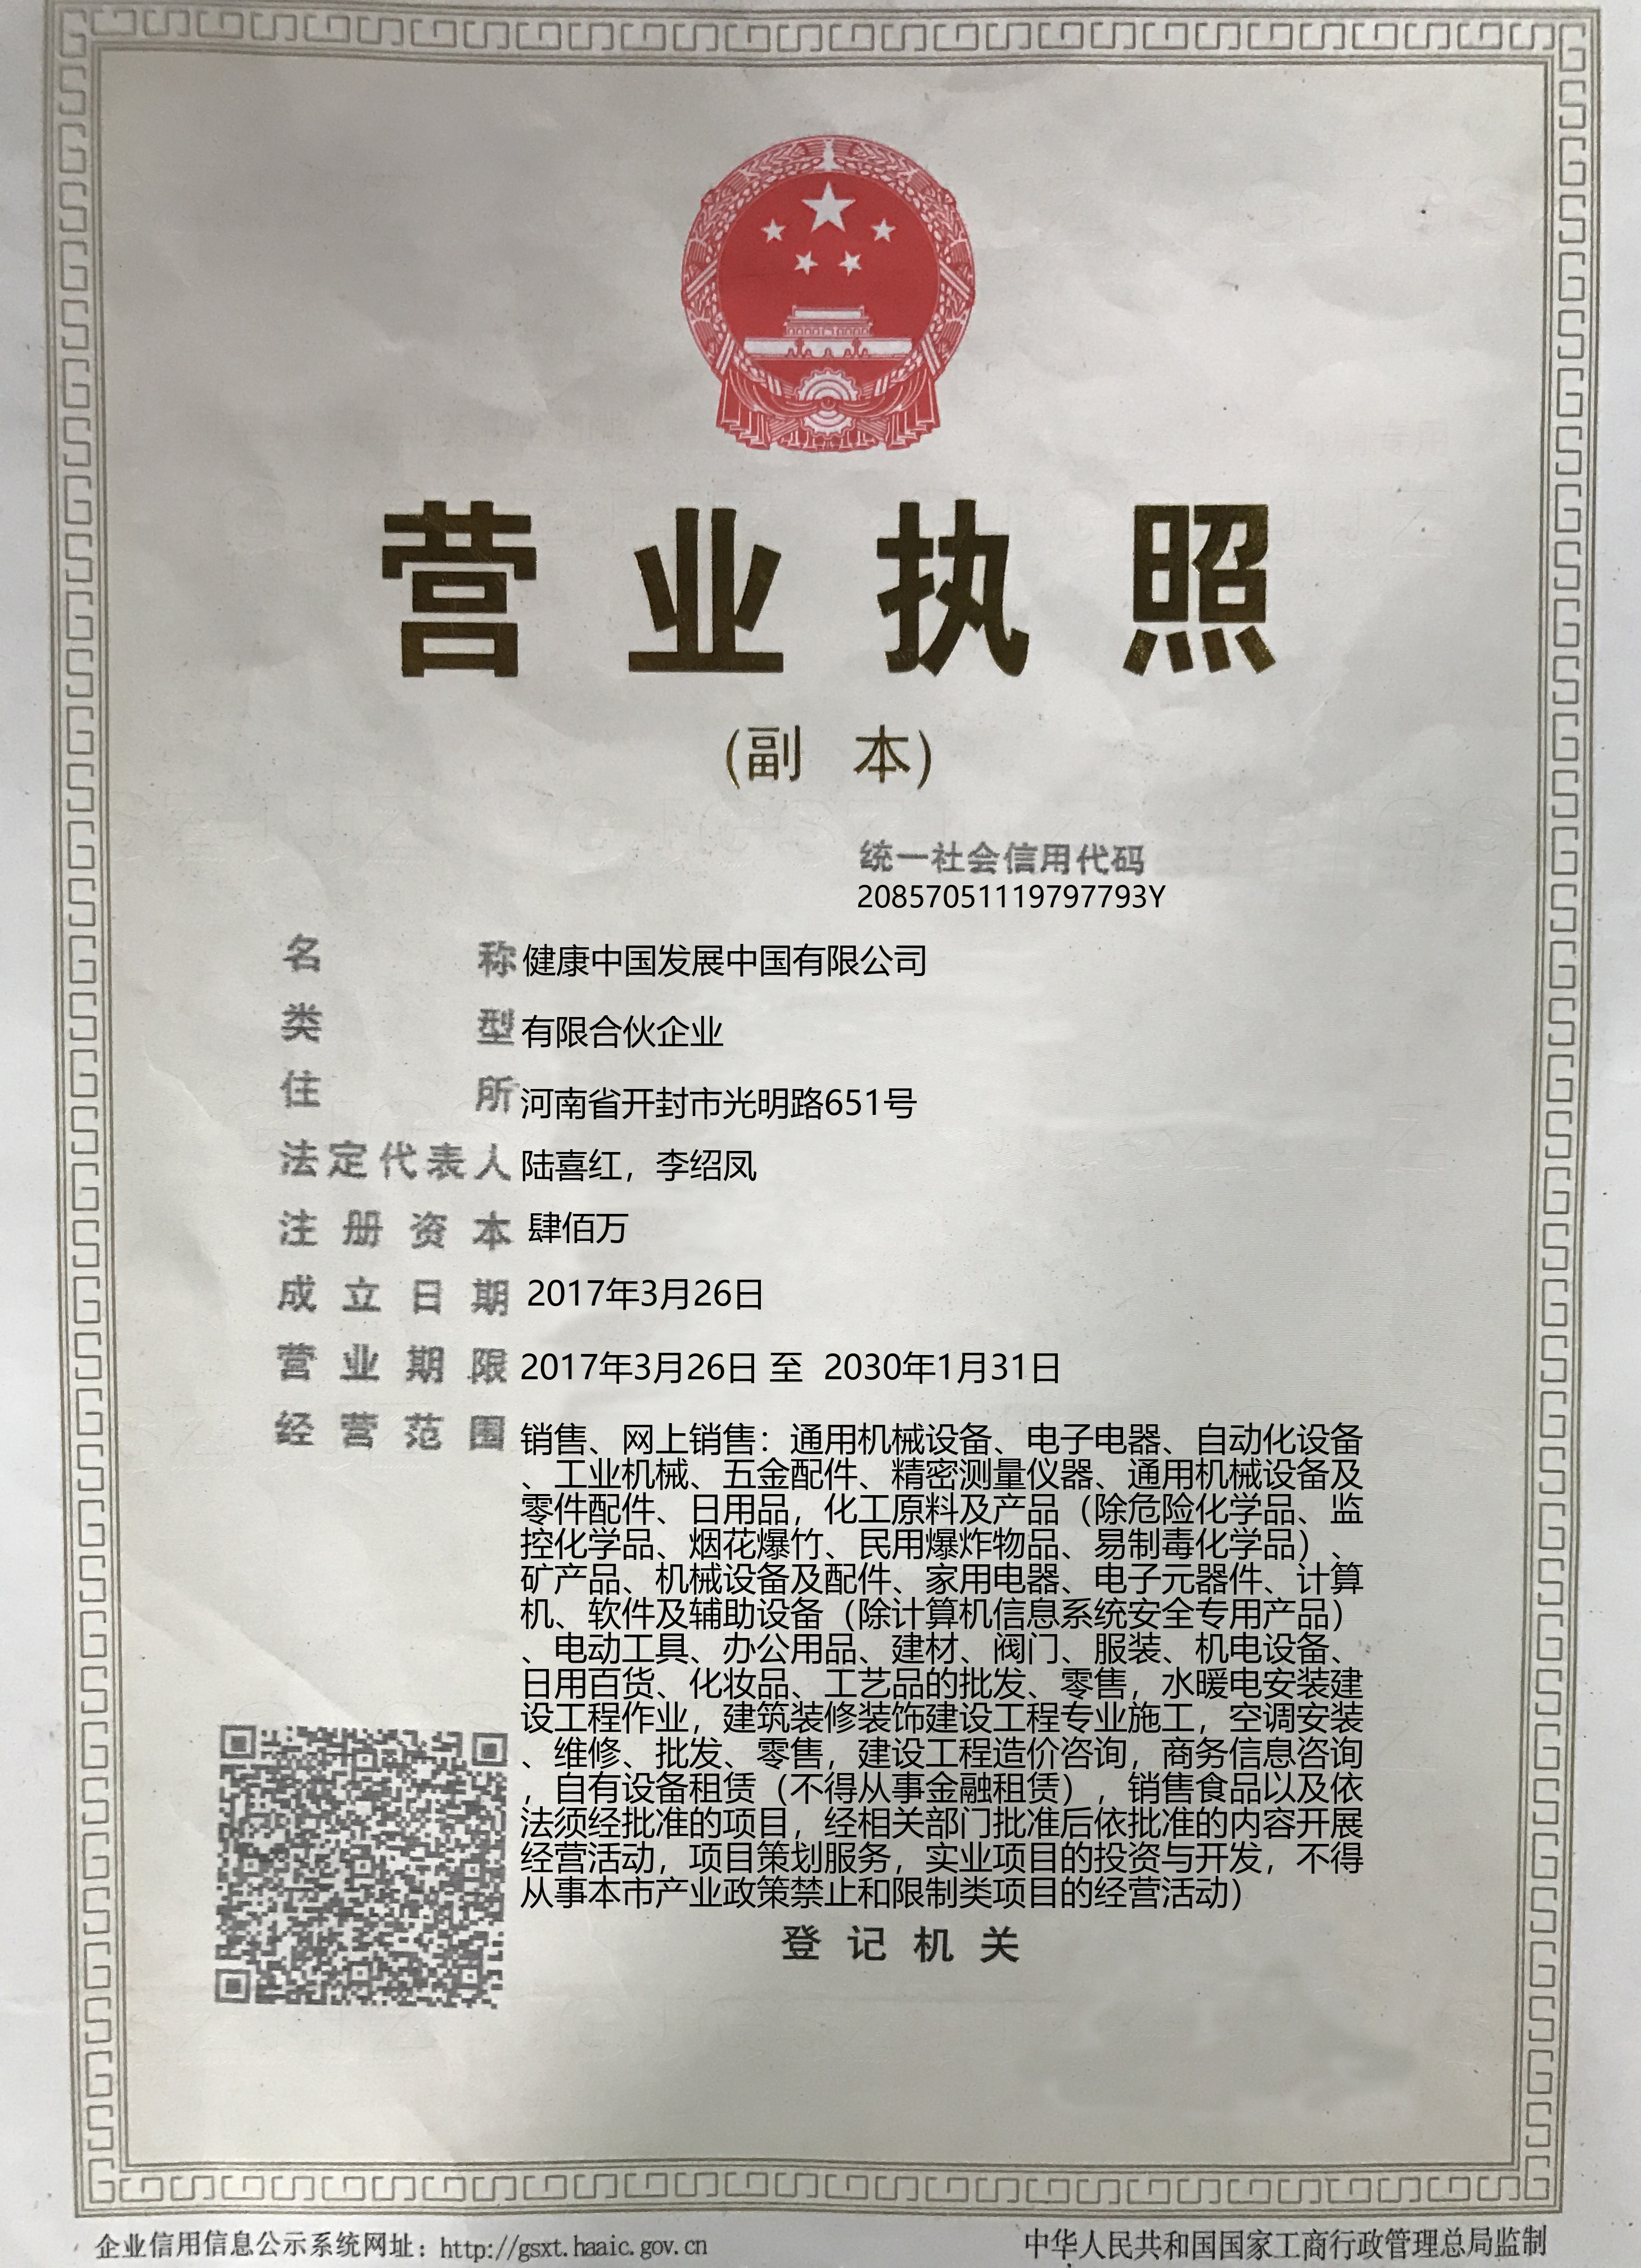 营业执照
(副 本)
统一社会信用代码
20857051119797793Y
名 称 健康中国发展中国有限公司
类 型 有限合伙企业
住 所 河南省开封市光明路651号
法定代表人 陆喜红，李绍凤
注册资本 肆佰万
成立日期 2017年3月26日
营业期限 2017年3月26日 至 2030年1月31日
经营范围 销售、网上销售：通用机械设备、电子电器、自动化设备
、工业机械、五金配件、精密测量仪器、通用机械设备及
零件配件、日用品，化工原料及产品（除危险化学品、监
控化学品、烟花爆竹、民用爆炸物品、易制毒化学品）、
矿产品、机械设备及配件、家用电器、电子元器件、计算
机、软件及辅助设备（除计算机信息系统安全专用产品）
、电动工具、办公用品、建材、阀门、服装、机电设备、
日用百货、化妆品、工艺品的批发、零售，水暖电安装建
设工程作业，建筑装修装饰建设工程专业施工，空调安装
、维修、批发、零售，建设工程造价咨询，商务信息咨询
，自有设备租赁（不得从事金融租赁），销售食品以及依
法须经批准的项目，经相关部门批准后依批准的内容开展
经营活动，项目策划服务，实业项目的投资与开发，不得
从事本市产业政策禁止和限制类项目的经营活动）
登记机关
企业信用信息公示系统网址：http://gsxt.haaic.gov.cn
中华人民共和国国家工商行政管理总局监制